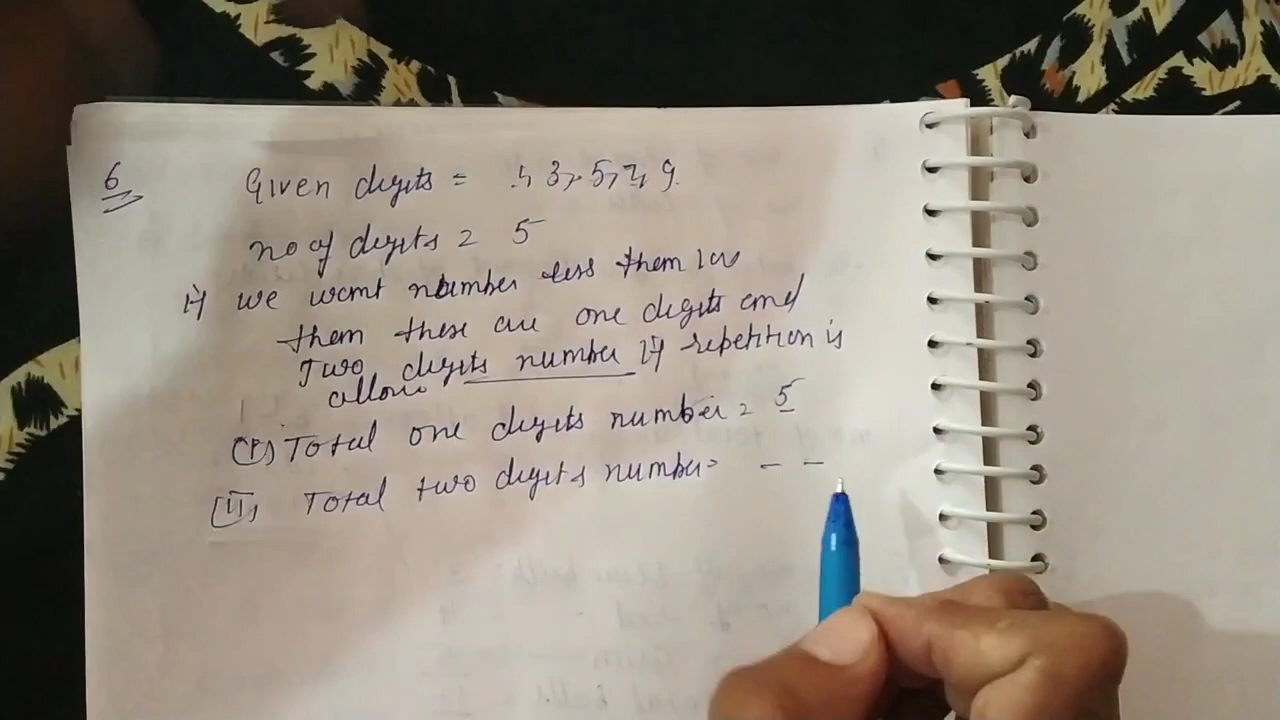 6
Given digits = 1, 3, 5, 7, 9.
no of digits = 5
if we want number less them 100
them these are one digits and
Two digits number if repetition is
allow
(I) Total one digits number = 5
(II) Total two digits number = _ _